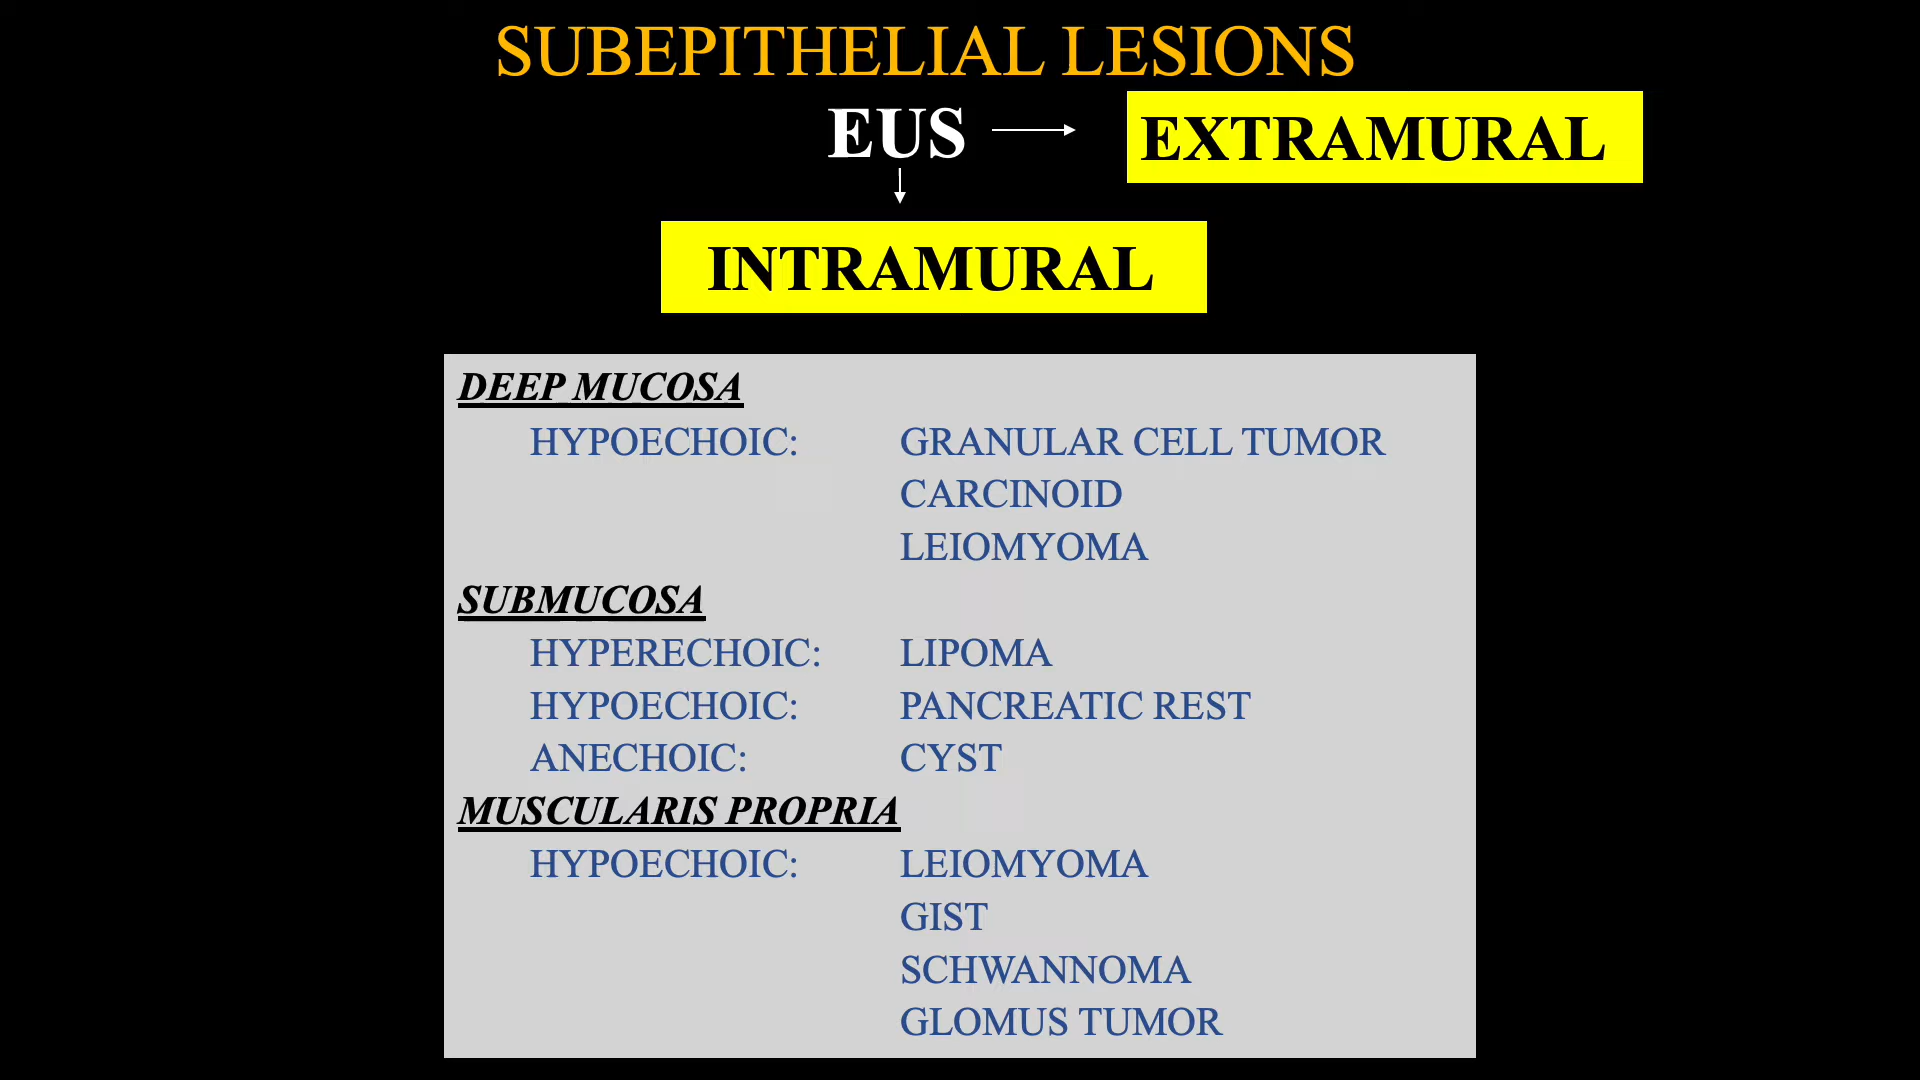 SUBEPITHELIAL LESIONS
EUS
EXTRAMURAL
INTRAMURAL
DEEP MUCOSA
HYPOECHOIC: GRANULAR CELL TUMOR
CARCINOID
LEIOMYOMA
SUBMUCOSA
HYPERECHOIC: LIPOMA
HYPOECHOIC: PANCREATIC REST
ANECHOIC: CYST
MUSCULARIS PROPRIA
HYPOECHOIC: LEIOMYOMA
GIST
SCHWANNOMA
GLOMUS TUMOR